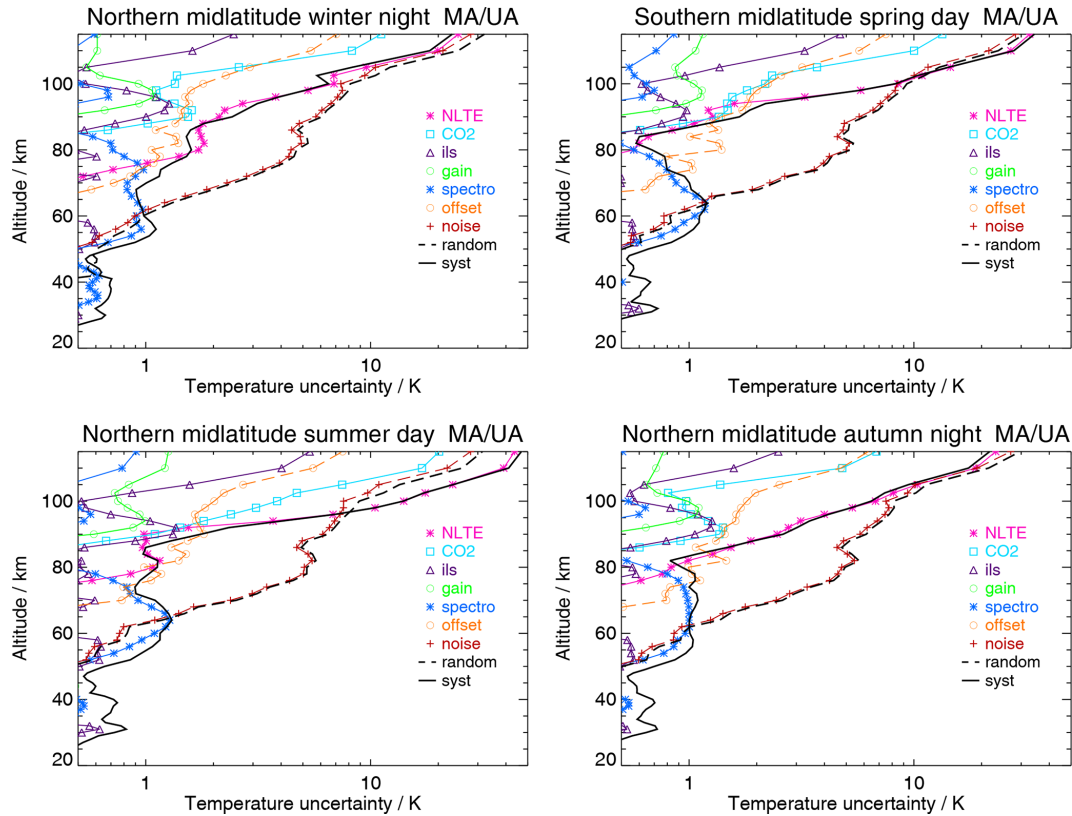 Northern midlatitude winter night MA/UA
Altitude / km
100
80
60
40
20
NLTE
CO2
ils
gain
spectro
offset
noise
random
syst
1
10
Temperature uncertainty / K
Southern midlatitude spring day MA/UA
Altitude / km
100
80
60
40
20
NLTE
CO2
ils
gain
spectro
offset
noise
random
syst
1
10
Temperature uncertainty / K
Northern midlatitude summer day MA/UA
Altitude / km
100
80
60
40
20
NLTE
CO2
ils
gain
spectro
offset
noise
random
syst
1
10
Temperature uncertainty / K
Northern midlatitude autumn night MA/UA
Altitude / km
100
80
60
40
20
NLTE
CO2
ils
gain
spectro
offset
noise
random
syst
1
10
Temperature uncertainty / K